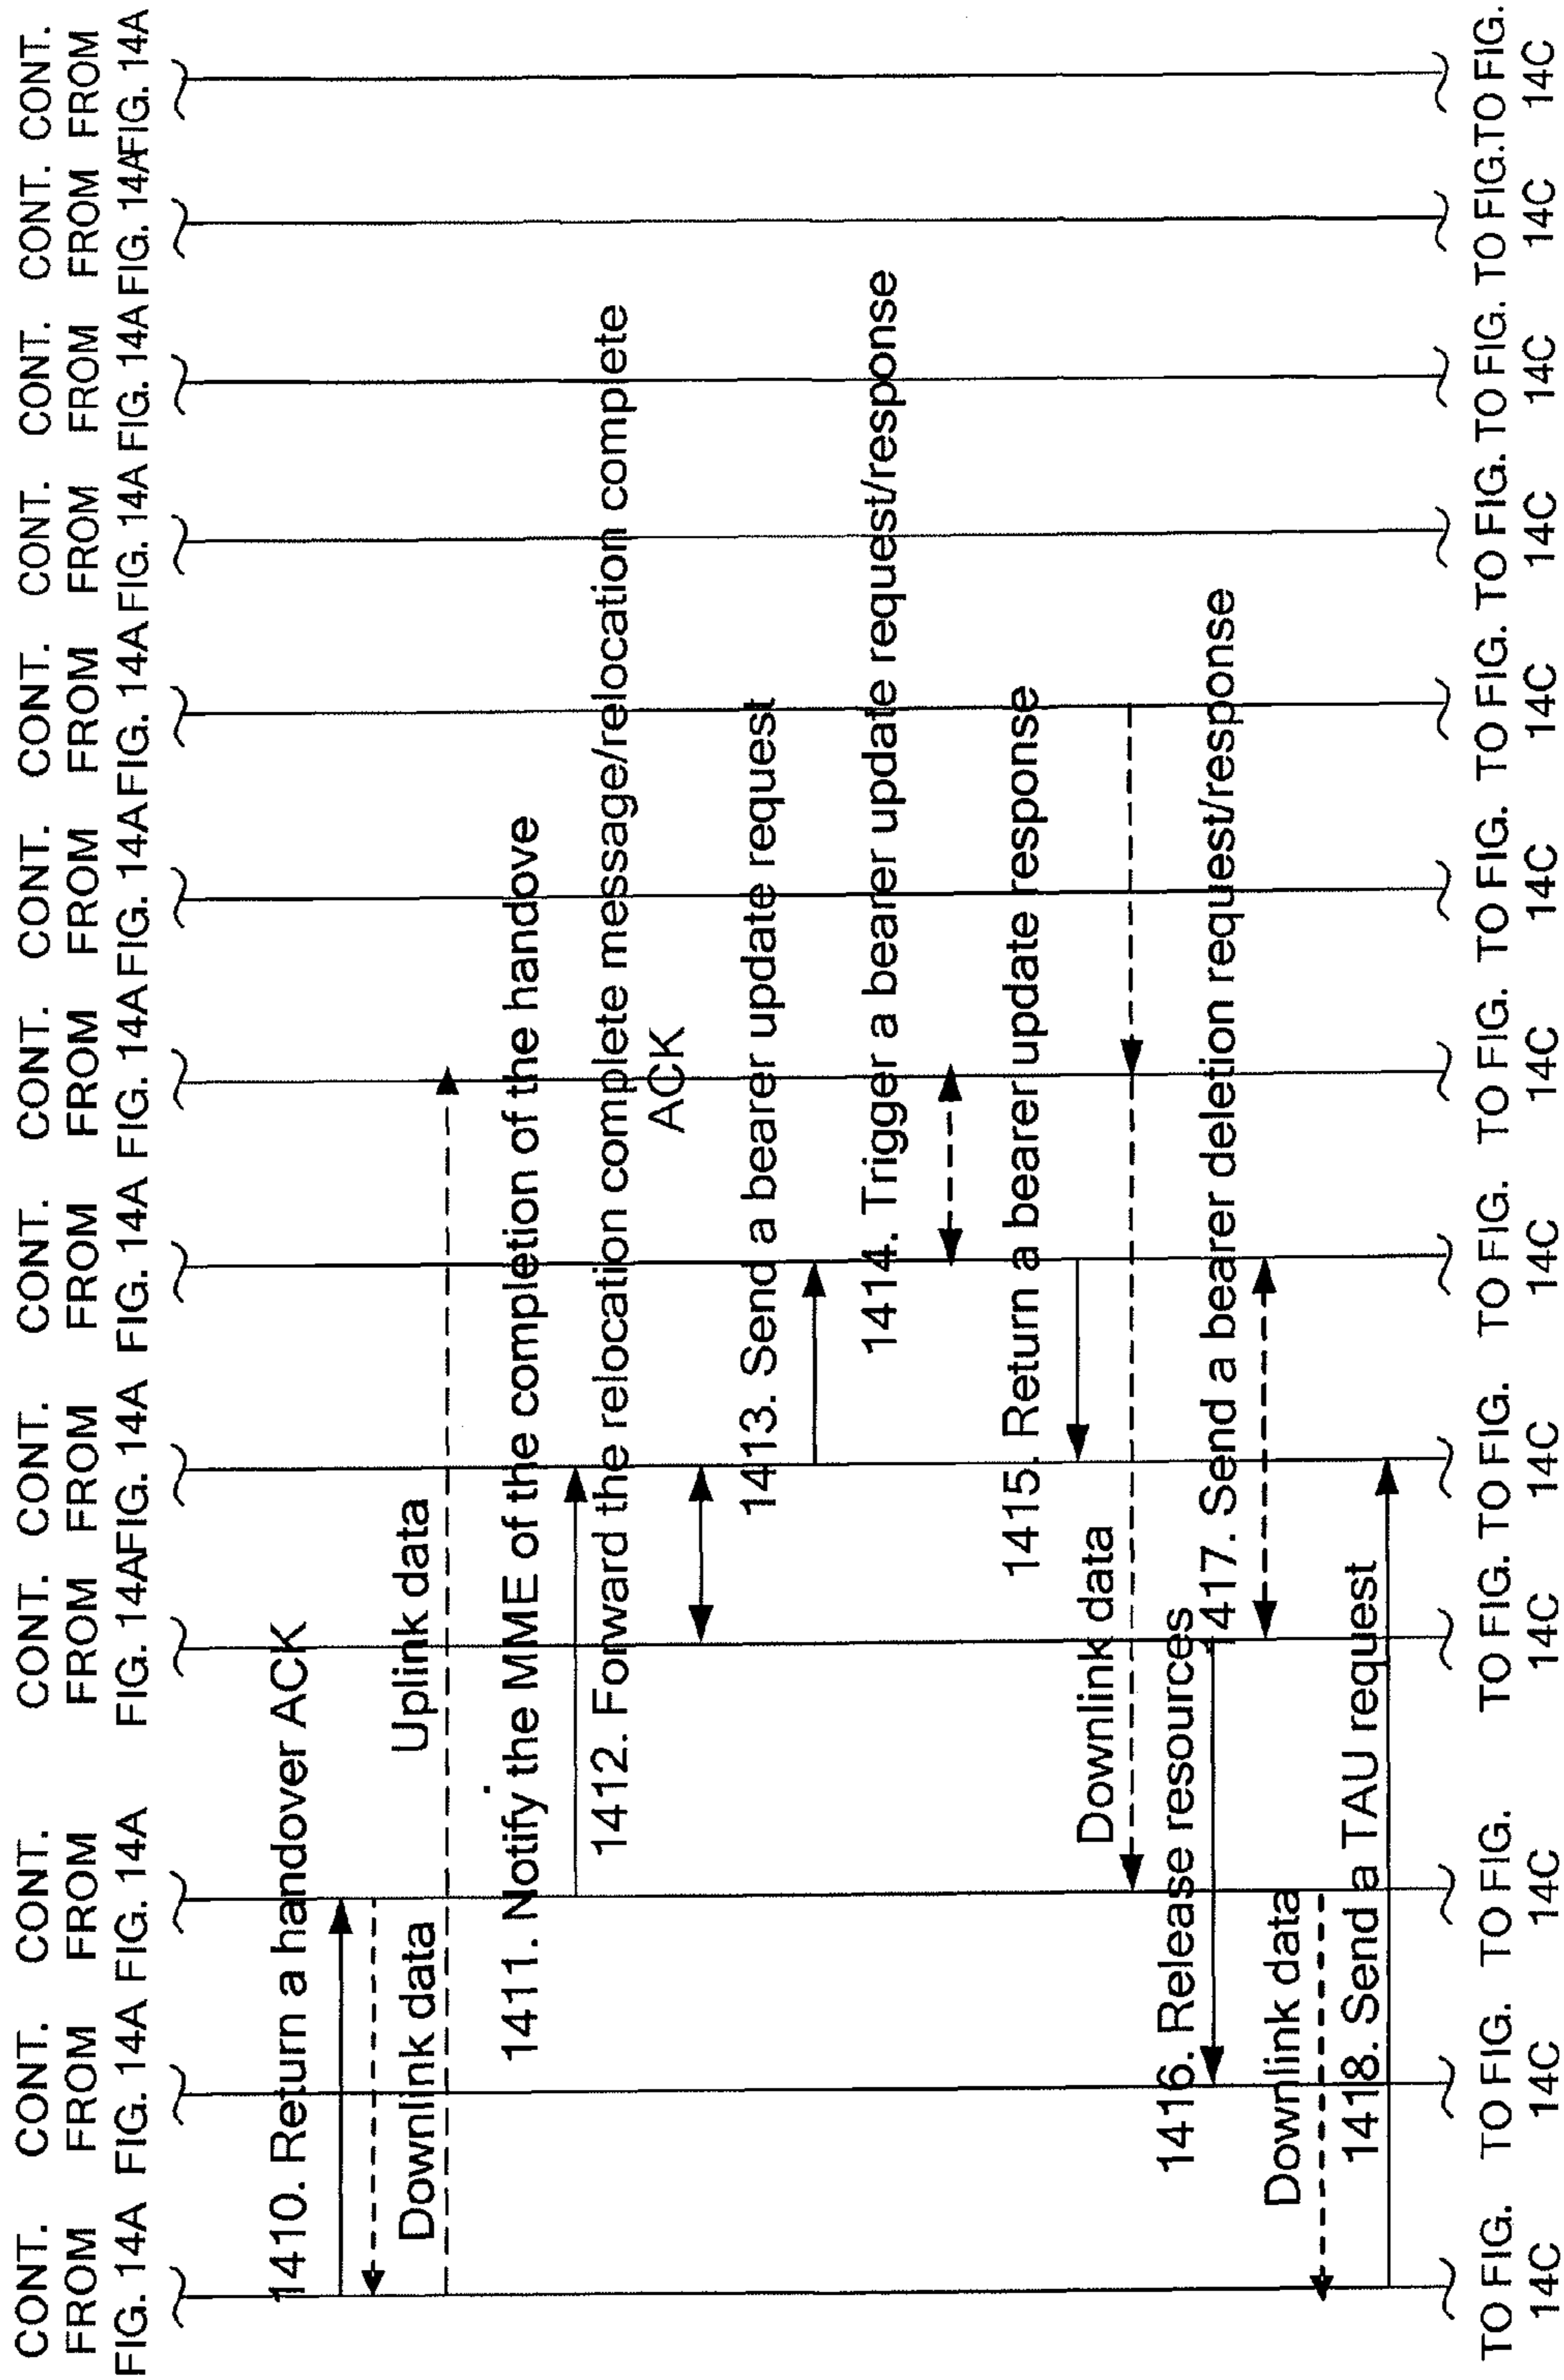 CONT. CONT. CONT. CONT. CONT. CONT. CONT. CONT. CONT. CONT. CONT. CONT. CONT.
FROM FROM FROM FROM FROM FROM FROM FROM FROM FROM FROM FROM FROM
FIG. 14A FIG. 14A FIG. 14A FIG. 14A FIG. 14A FIG. 14A FIG. 14A FIG. 14A FIG. 14A FIG. 14A FIG. 14A FIG. 14A FIG. 14A
1410. Return a handover ACK
Downlink data
Uplink data
1411. Notify the MME of the completion of the handove
1412. Forward the relocation complete message/relocation complete
ACK
1413. Send a bearer update request
1414. Trigger a bearer update request/response
1415. Return a bearer update response
Downlink data
1416. Release resources
1417. Send a bearer deletion request/response
Downlink data
1418. Send a TAU request
TO FIG. TO FIG. TO FIG. TO FIG. TO FIG. TO FIG. TO FIG. TO FIG. TO FIG. TO FIG. TO FIG. TO FIG. TO FIG.
14C 14C 14C 14C 14C 14C 14C 14C 14C 14C 14C 14C 14C